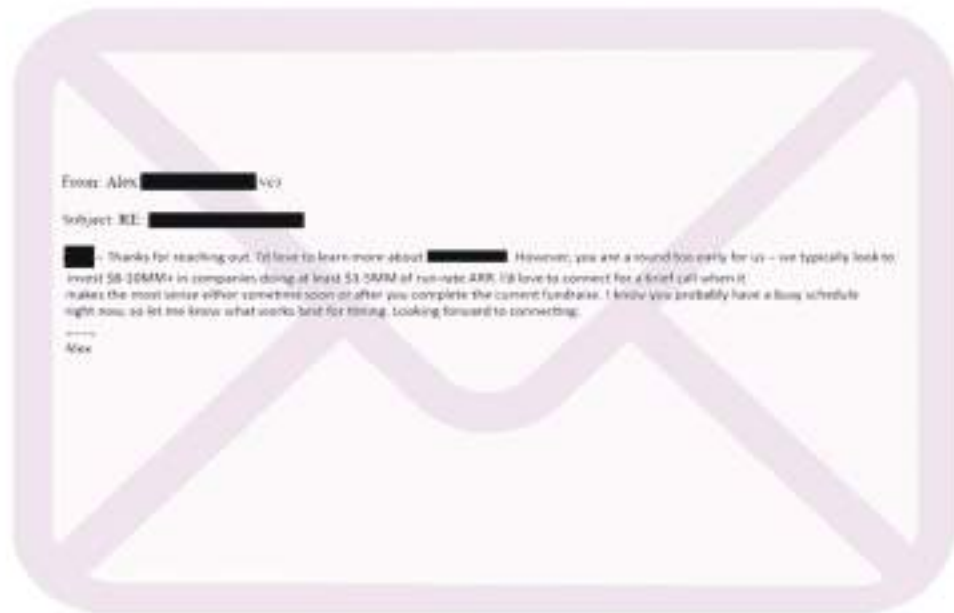 From: Alex
Subject: RE:
– Thanks for reaching out. I'd love to learn more about . However, you are a round too early for us – we typically look to
invest $8-10MM+ in companies doing at least of run-rate ARR. I'd love to connect for a brief call when it
makes the most sense either sometime soon or after you complete the current fundraise. I know you probably have a busy schedule
right now, so let me know what works best for timing. Looking forward to connecting.
Alex